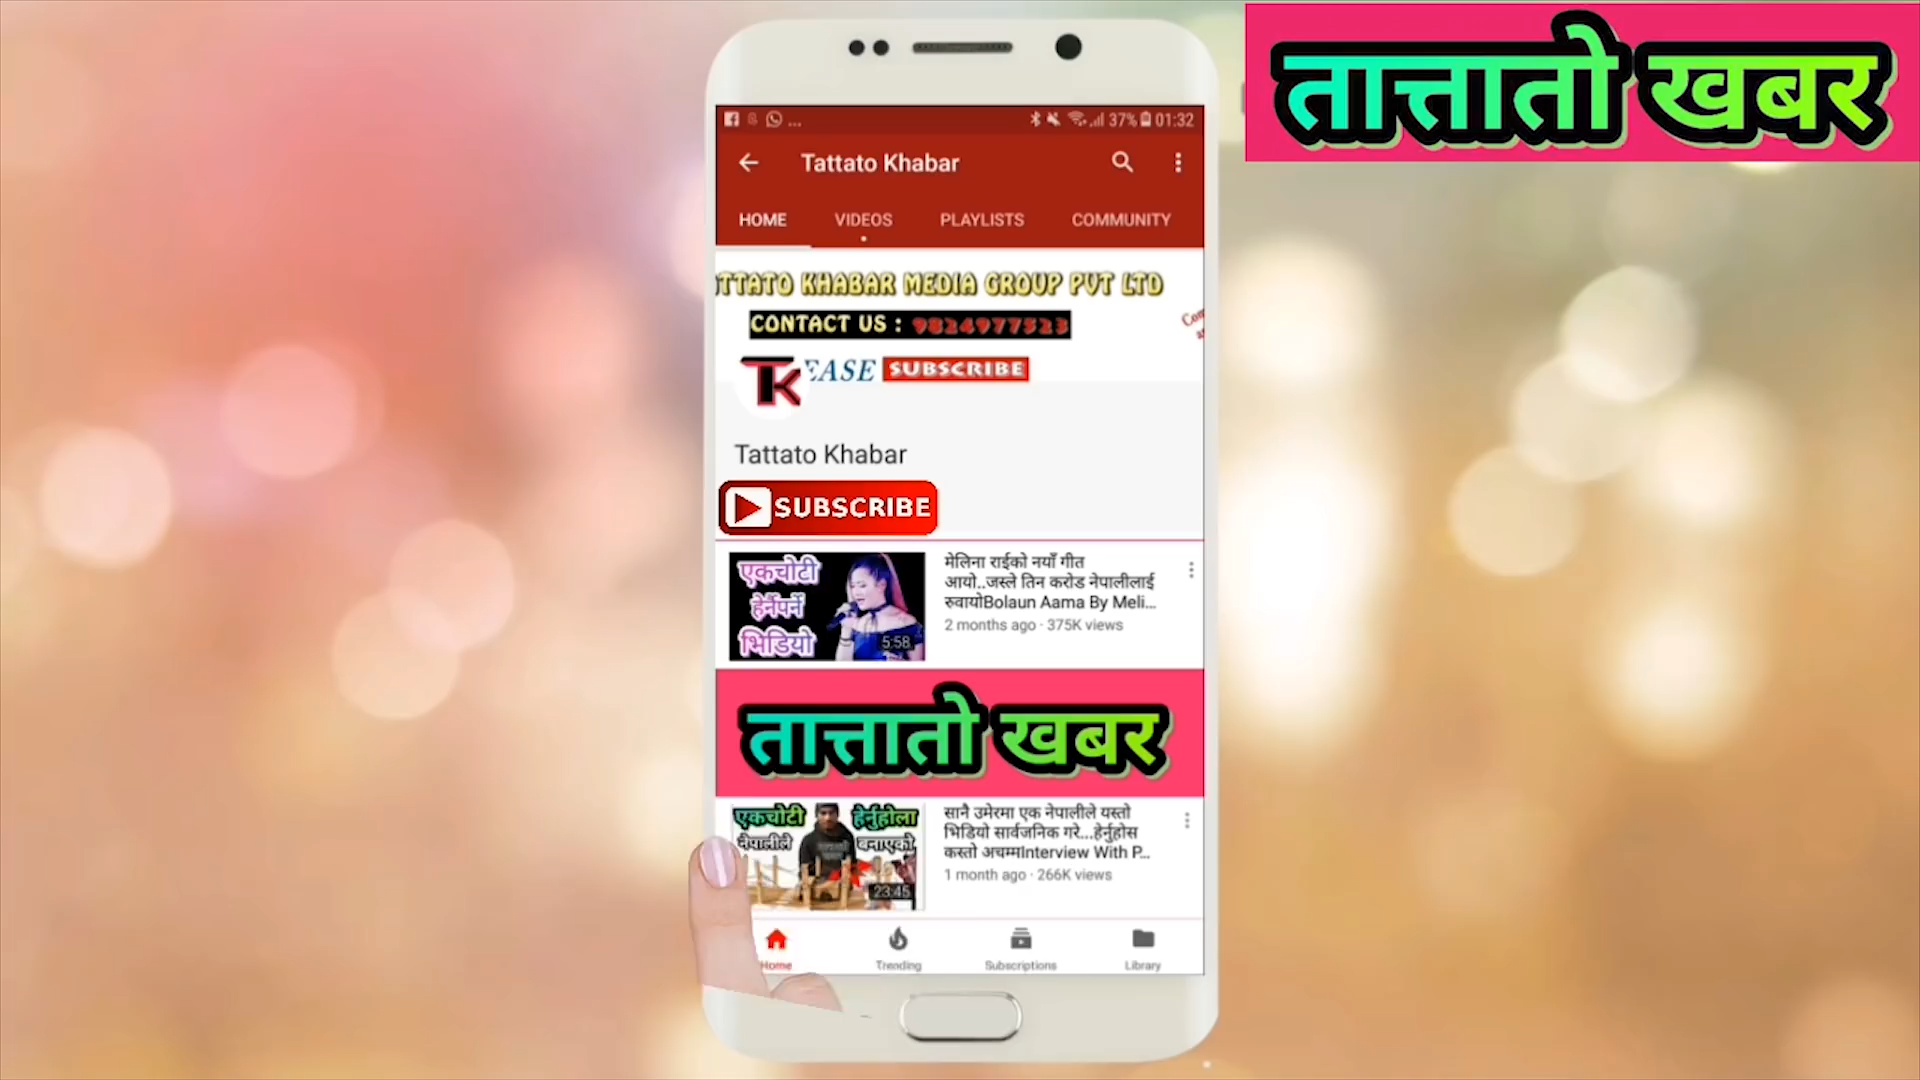 तात्तातो खबर
... 37% 01:32
Tattato Khabar
HOME VIDEOS PLAYLISTS COMMUNITY
TTATO KHABAR MEDIA GROUP PVT LTD
CONTACT US : 9824977523
EASE SUBSCRIBE
TK
Tattato Khabar
SUBSCRIBE
एकचोटी
हेर्नैपर्ने
भिडियो
5:58
मेलिना राईको नयाँ गीत
आयो..जस्ले तिन करोड नेपालीलाई
रुवायोBolaun Aama By Meli...
2 months ago · 375K views
तात्तातो खबर
एकचोटी हेर्नुहोला
नेपालीले बनाएको
23:45
सानै उमेरमा एक नेपालीले यस्तो
भिडियो सार्वजनिक गरे...हेर्नुहोस
कस्तो अचम्मInterview With P...
1 month ago · 266K views
Home Trending Subscriptions Library